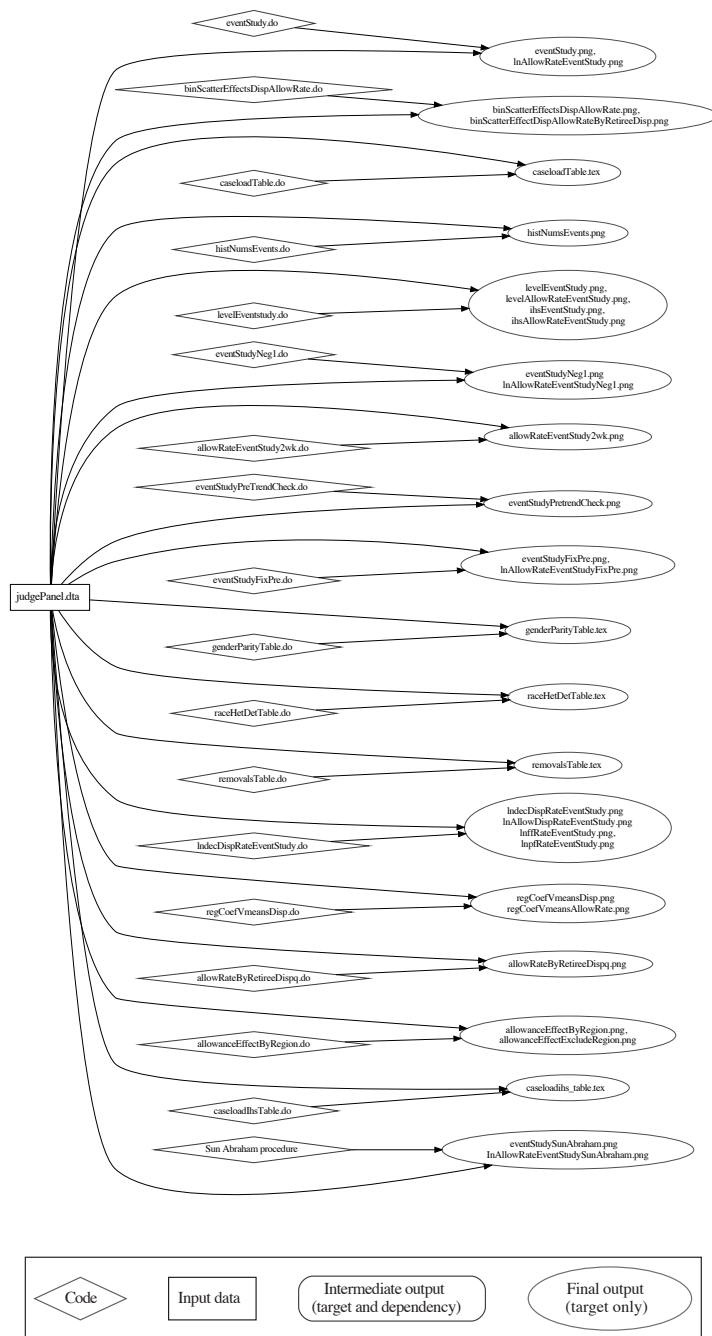 eventStudy.do
eventStudy.png,
lnAllowRateEventStudy.png
binScatterEffectsDispAllowRate.do
binScatterEffectsDispAllowRate.png,
binScatterEffectDispAllowRateByRetireeDisp.png
caseloadTable.tex
caseloadTable.do
histNumsEvents.png
histNumsEvents.do
levelEventStudy.png,
levelAllowRateEventStudy.png,
ihsEventStudy.png,
ihsAllowRateEventStudy.png
levelEventstudy.do
eventStudyNeg1.do
eventStudyNeg1.png
lnAllowRateEventStudyNeg1.png
allowRateEventStudy2wk.png
allowRateEventStudy2wk.do
eventStudyPreTrendCheck.do
eventStudyPretrendCheck.png
eventStudyFixPre.png,
lnAllowRateEventStudyFixPre.png
eventStudyFixPre.do
judgePanel.dta
genderParityTable.tex
genderParityTable.do
raceHetDetTable.tex
raceHetDetTable.do
removalsTable.tex
removalsTable.do
lndecDispRateEventStudy.png
lnAllowDispRateEventStudy.png
lnffRateEventStudy.png,
lnpfRateEventStudy.png
lndecDispRateEventStudy.do
regCoefVmeansDisp.png
regCoefVmeansAllowRate.png
regCoefVmeansDisp.do
allowRateByRetireeDispq.png
allowRateByRetireeDispq.do
allowanceEffectByRegion.png,
allowanceEffectExcludeRegion.png
allowanceEffectByRegion.do
caseloadihs_table.tex
caseloadIhsTable.do
Sun Abraham procedure
eventStudySunAbraham.png
InAllowRateEventStudySunAbraham.png
Code
Input data
Intermediate output
(target and dependency)
Final output
(target only)